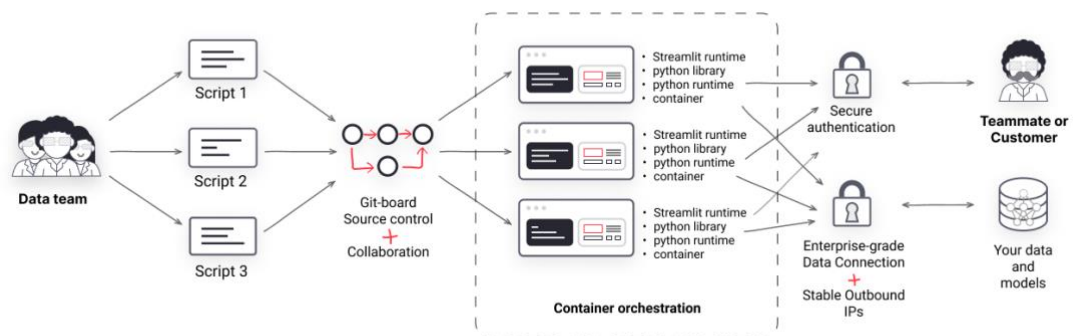 Data team
Script 1
Script 2
Script 3
Git-board
Source control
+
Collaboration
• Streamlit runtime
• python library
• python runtime
• container
• Streamlit runtime
• python library
• python runtime
• container
• Streamlit runtime
• python library
• python runtime
• container
Container orchestration
Secure
authentication
Enterprise-grade
Data Connection
+
Stable Outbound
IPs
Teammate or
Customer
Your data
and
models